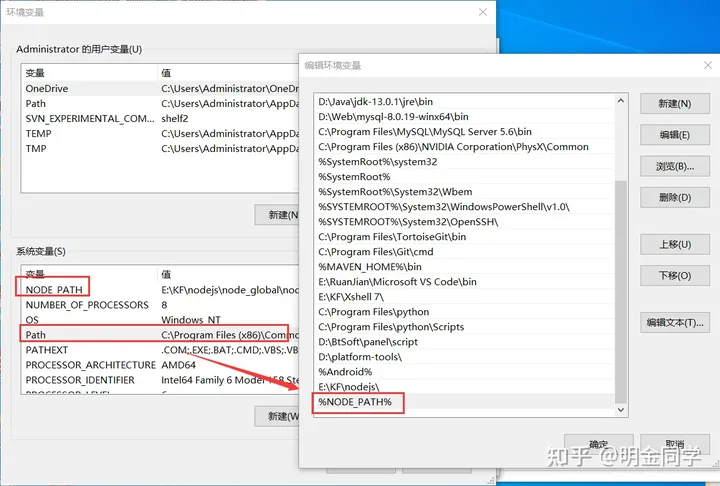 环境变量
Administrator 的用户变量(U)
变量 值
OneDrive C:\Users\Administrator\OneDr
Path C:\Users\Administrator\AppDa
SVN_EXPERIMENTAL_COM... shelf2
TEMP C:\Users\Administrator\AppDa
TMP C:\Users\Administrator\AppDa
新建(N
系统变量(S)
变量 值
NODE_PATH E:\KF\nodejs\node_global\noc
NUMBER_OF_PROCESSORS 8
OS Windows_NT
Path C:\Program Files (x86)\Commo
PATHEXT .COM;.EXE;.BAT;.CMD;.VBS;.VB
PROCESSOR_ARCHITECTURE AMD64
PROCESSOR_IDENTIFIER Intel64 Family 6 Model 158 Ste
PROCESSOR_LEVEL 6
新建(W
编辑环境变量
D:\Java\jdk-13.0.1\jre\bin
D:\Web\mysql-8.0.19-winx64\bin
C:\Program Files\MySQL\MySQL Server 5.6\bin
C:\Program Files (x86)\NVIDIA Corporation\PhysX\Common
%SystemRoot%\system32
%SystemRoot%
%SystemRoot%\System32\Wbem
%SYSTEMROOT%\System32\WindowsPowerShell\v1.0\
%SYSTEMROOT%\System32\OpenSSH\
C:\Program Files\TortoiseGit\bin
C:\Program Files\Git\cmd
%MAVEN_HOME%\bin
E:\RuanJian\Microsoft VS Code\bin
E:\KF\Xshell 7\
C:\Program Files\python
C:\Program Files\python\Scripts
D:\BtSoft\panel\script
D:\platform-tools\
%Android%
E:\KF\nodejs\
%NODE_PATH%
新建(N)
编辑(E)
浏览(B)...
删除(D)
上移(U)
下移(O)
编辑文本(T)...
确定
取消
知乎 @明金同学